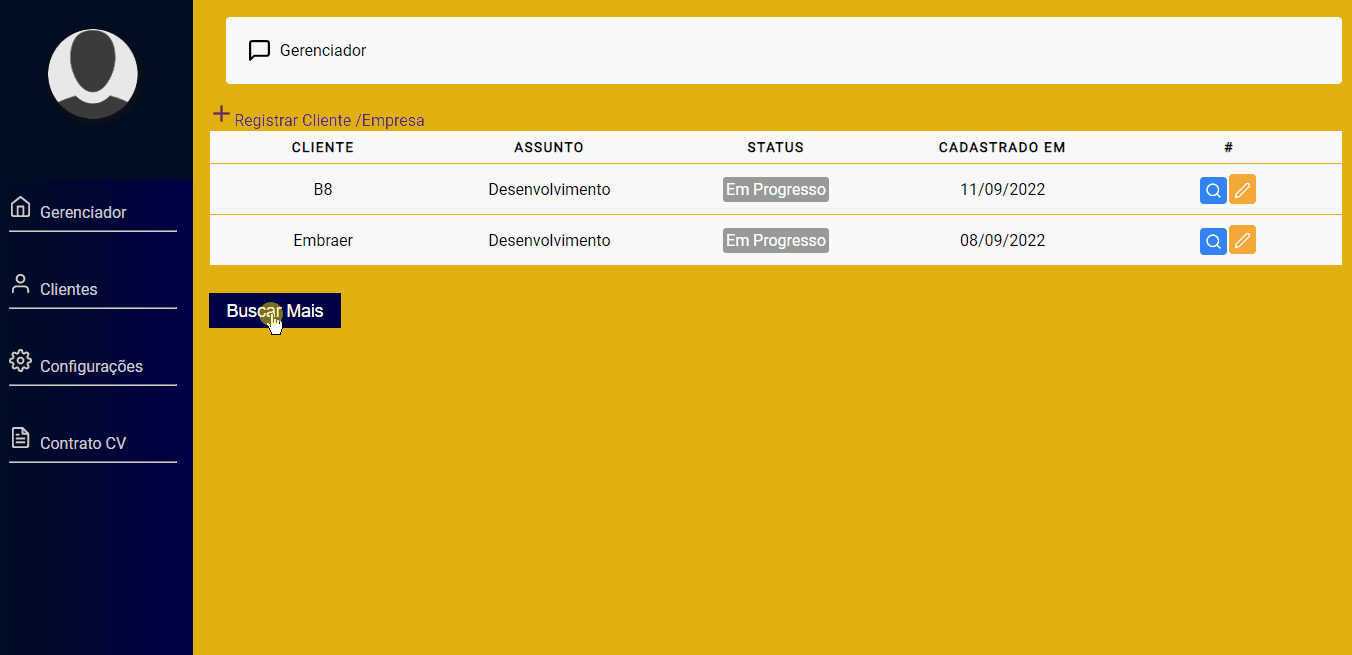 Gerenciador
Registrar Cliente /Empresa
CLIENTE ASSUNTO STATUS CADASTRADO EM #
B8 Desenvolvimento Em Progresso 11/09/2022
Embraer Desenvolvimento Em Progresso 08/09/2022
Buscar Mais
Gerenciador
Clientes
Configurações
Contrato CV